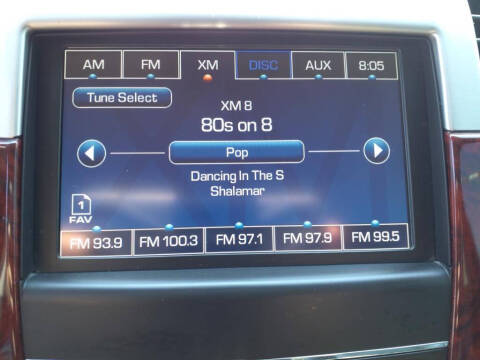 AM FM XM DISC AUX 8:05
Tune Select
XM 8
80s on 8
Pop
Dancing In The S
Shalamar
1
FAV
FM 93.9 FM 100.3 FM 97.1 FM 97.9 FM 99.5